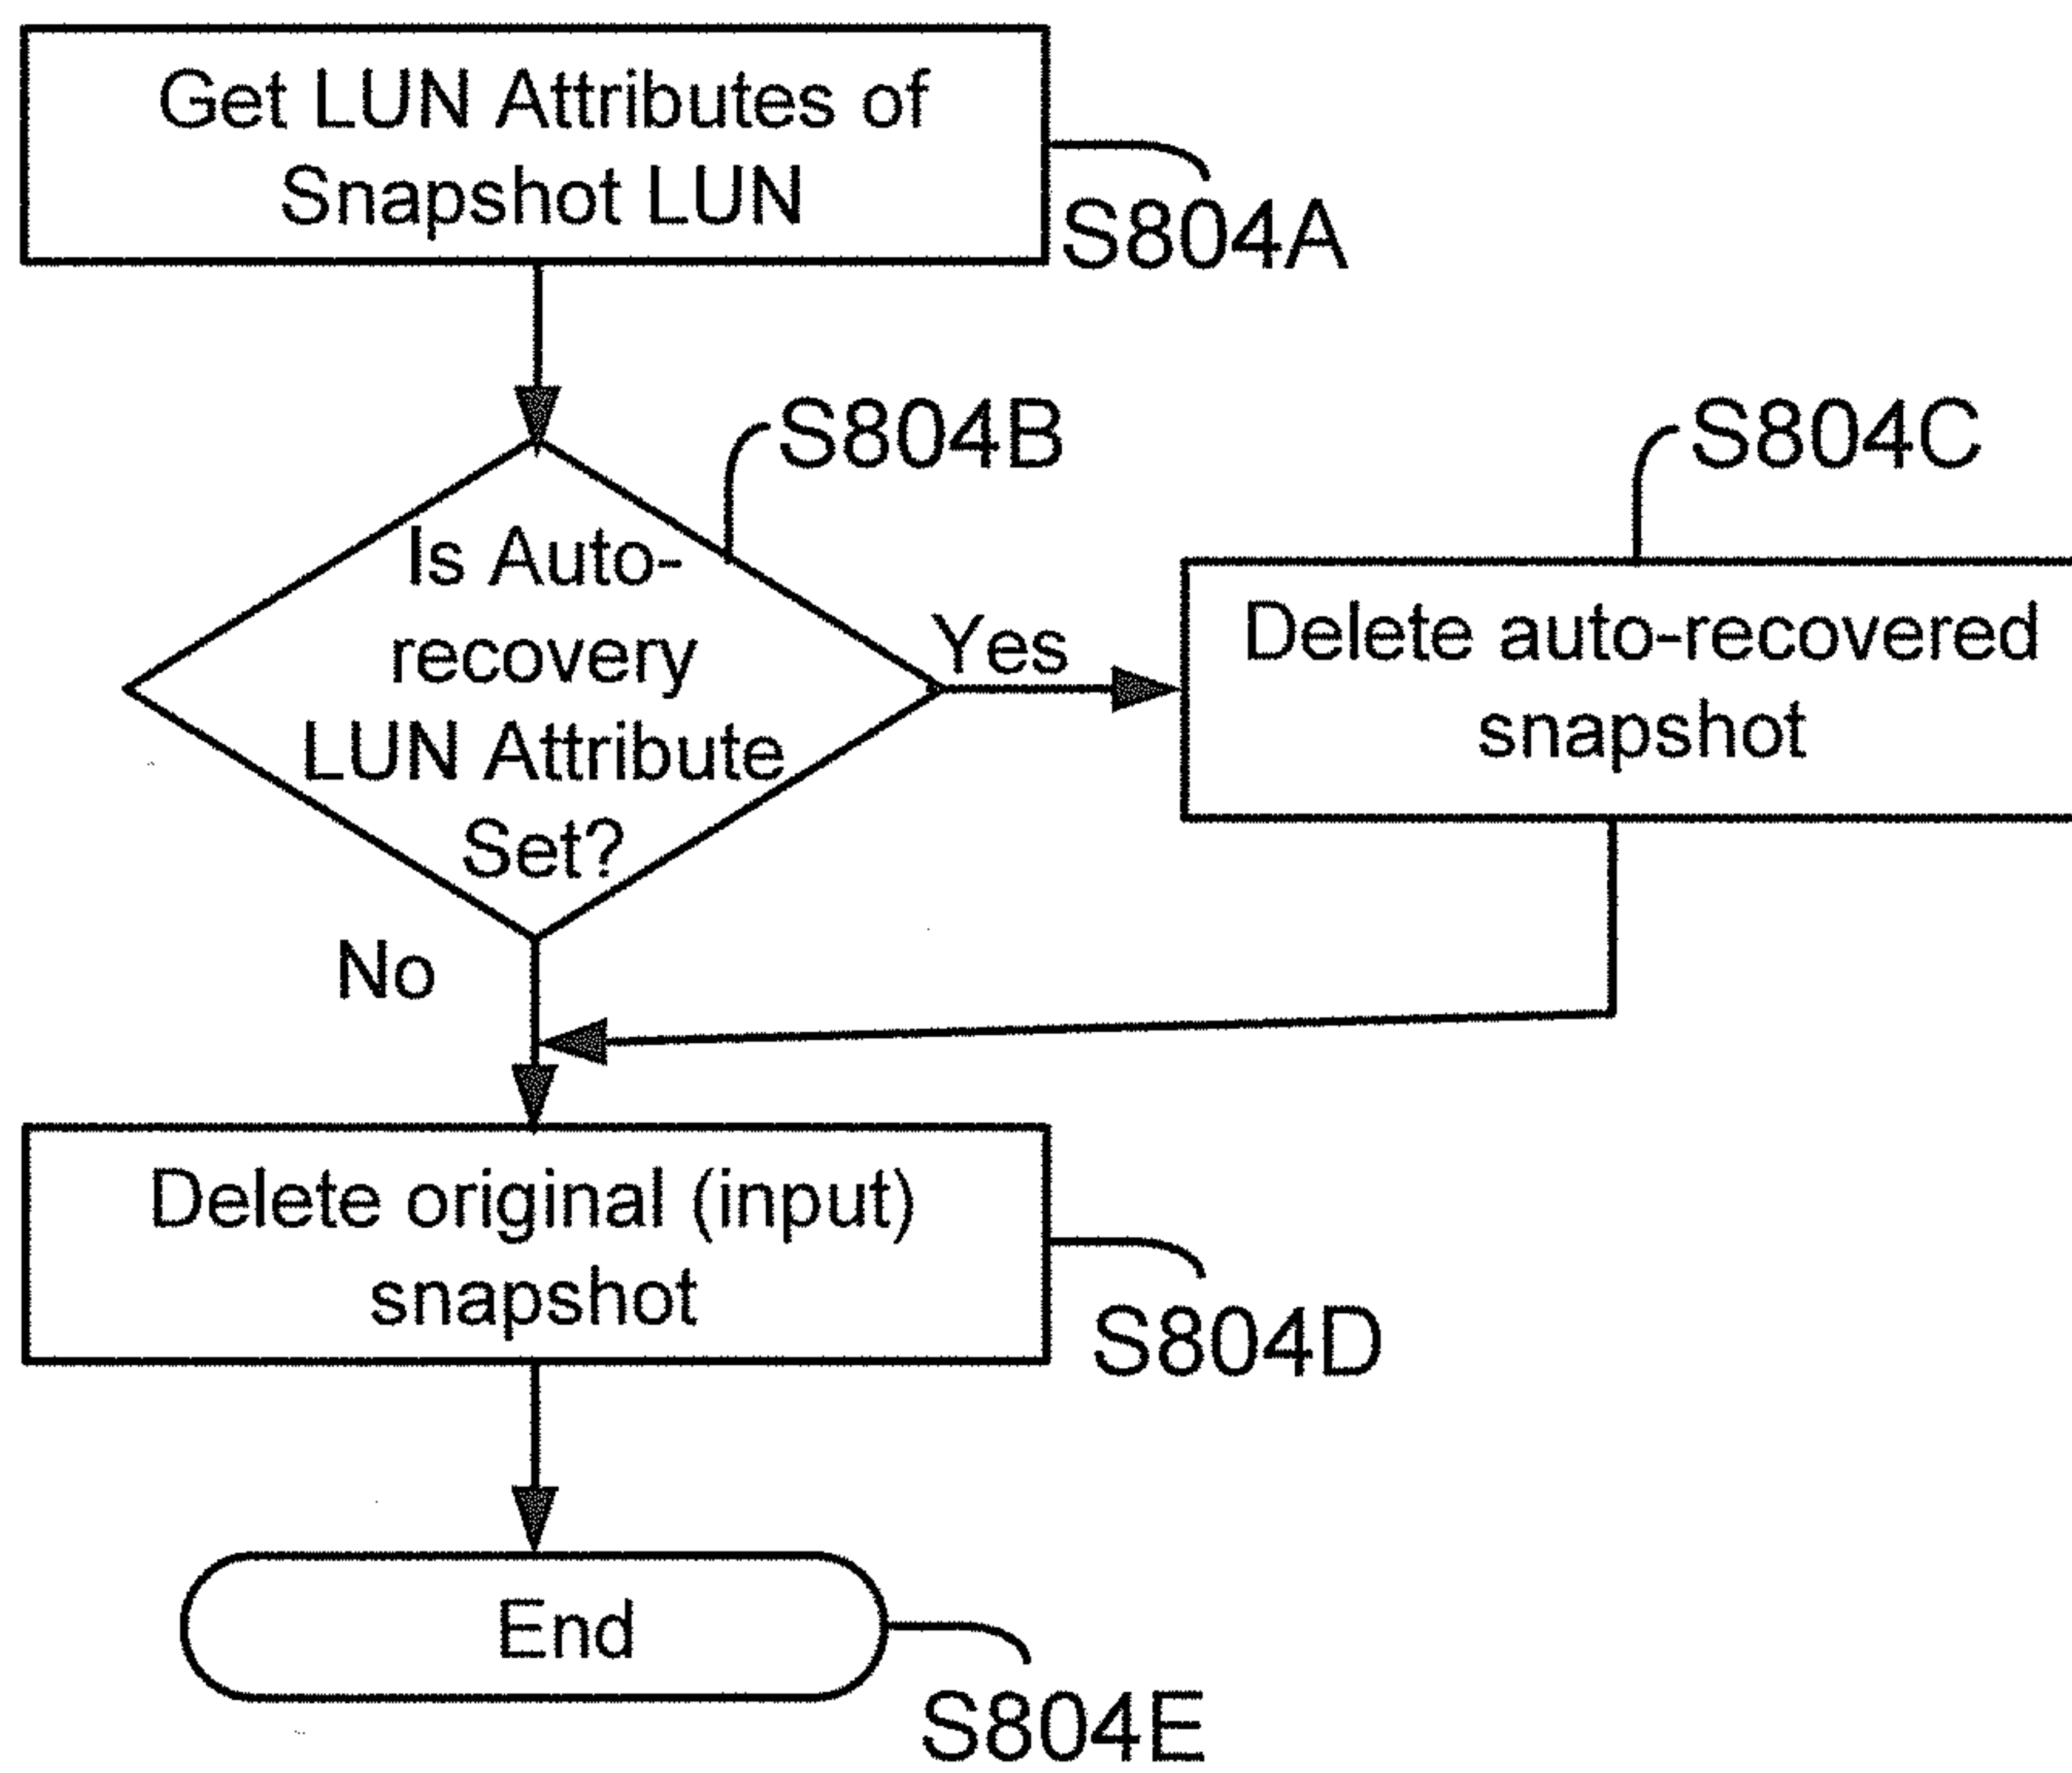 Get LUN Attributes of
Snapshot LUN
S804A
S804B
S804C
Is Auto-
recovery
LUN Attribute
Set?
Yes
Delete auto-recovered
snapshot
No
Delete original (input)
snapshot
S804D
End
S804E